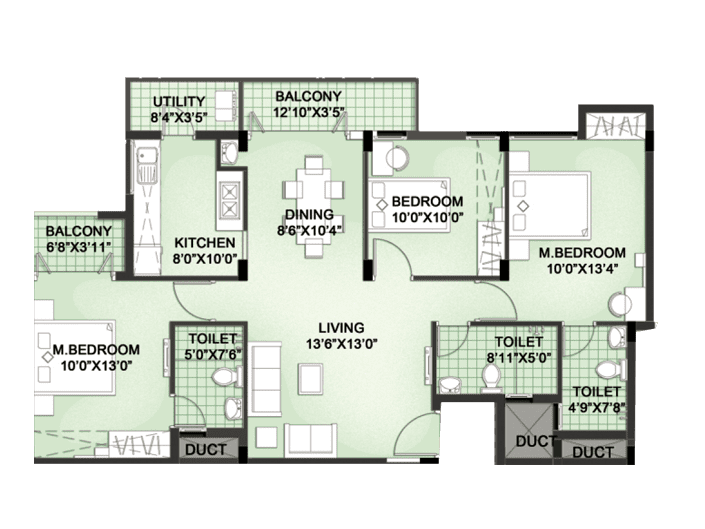 UTILITY
8'4"X3'5"
BALCONY
12'10"X3'5"
BEDROOM
10'0"X10'0"
DINING
8'6"X10'4"
BALCONY
6'8"X3'11"
KITCHEN
8'0"X10'0"
M.BEDROOM
10'0"X13'4"
LIVING
13'6"X13'0"
M.BEDROOM
10'0"X13'0"
TOILET
5'0"X7'6"
TOILET
8'11"X5'0"
TOILET
4'9"X7'8"
DUCT
DUCT
DUCT